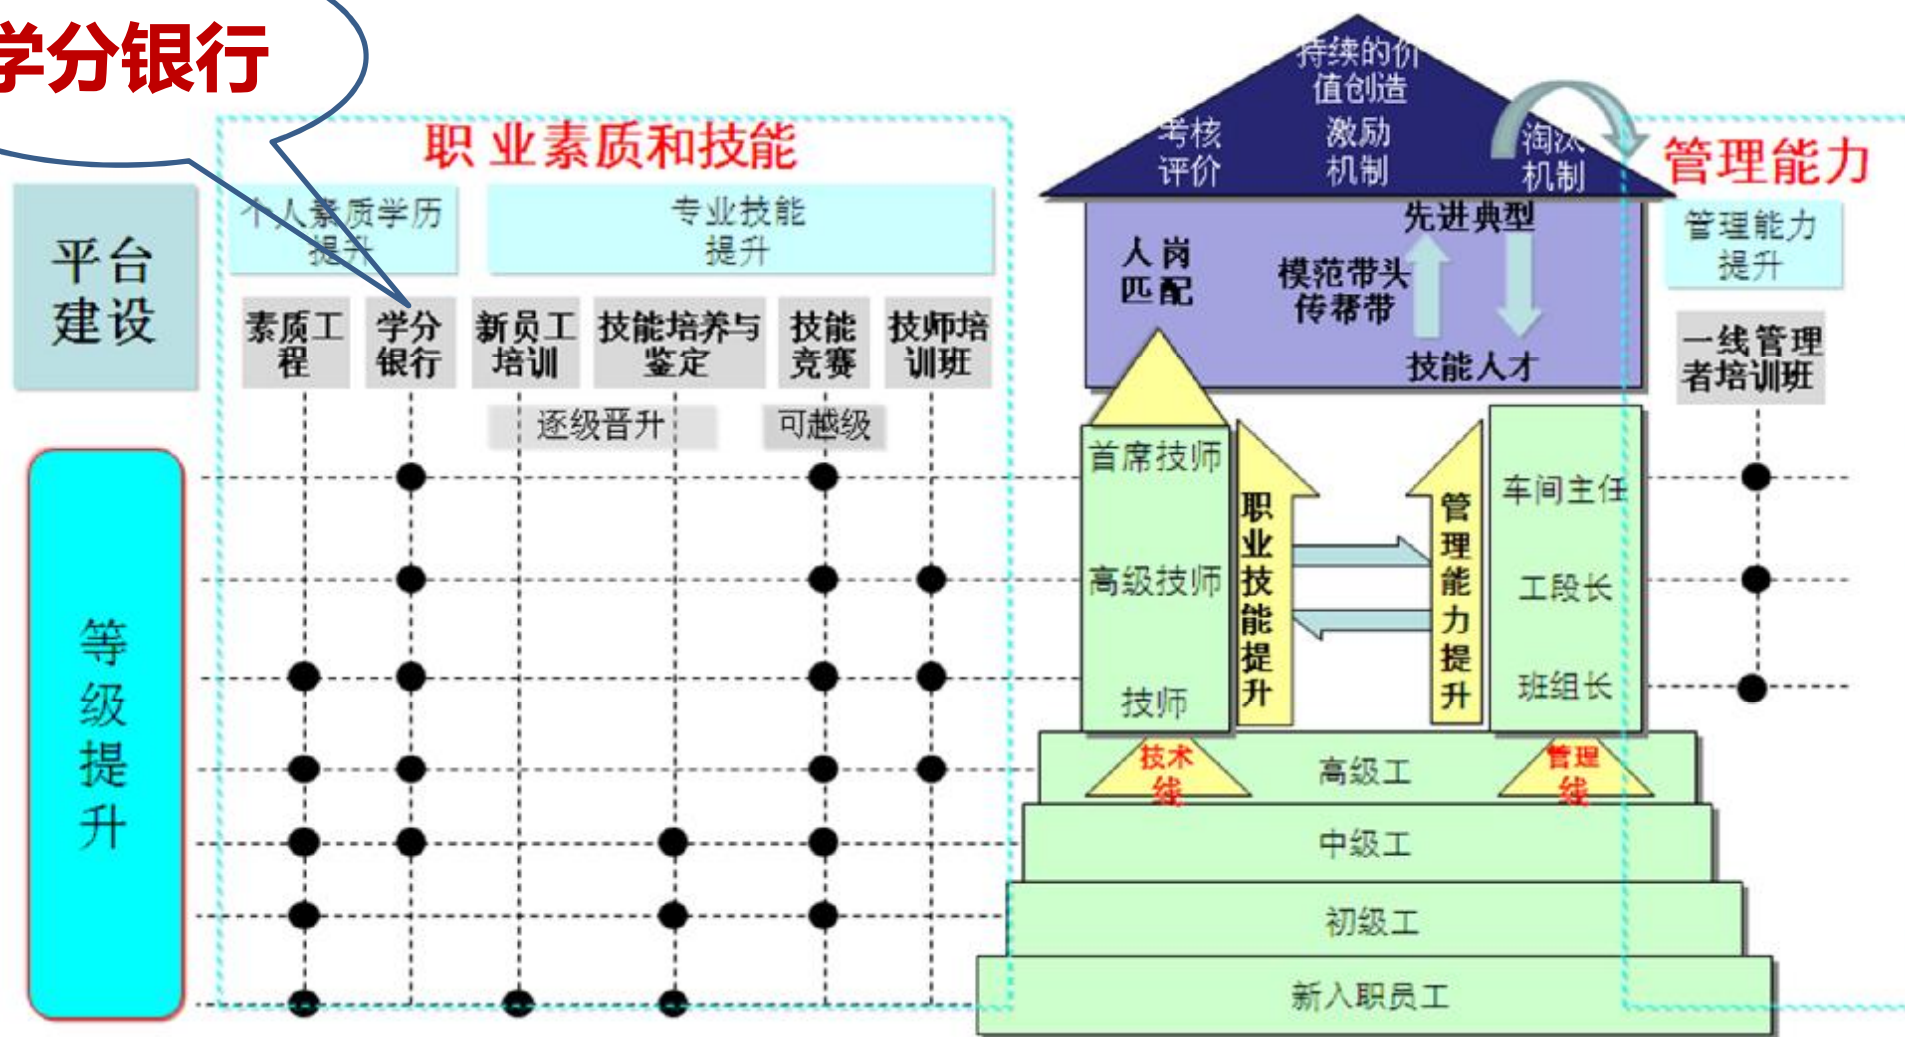 学分银行
职业素质和技能
管理能力
平台
建设
个人素质学历
提升
专业技能
提升
管理能力
提升
素质工
程
学分
银行
新员工
培训
技能培养与
鉴定
技能
竞赛
技师培
训班
一线管理
者培训班
逐级晋升
可越级
等
级
提
升
持续的价
值创造
考核
评价
激励
机制
淘汰
机制
人岗
匹配
先进典型
模范带头
传帮带
技能人才
首席技师
高级技师
技师
职
业
技
能
提
升
管
理
能
力
提
升
车间主任
工段长
班组长
技术
线
管理
线
高级工
中级工
初级工
新入职员工